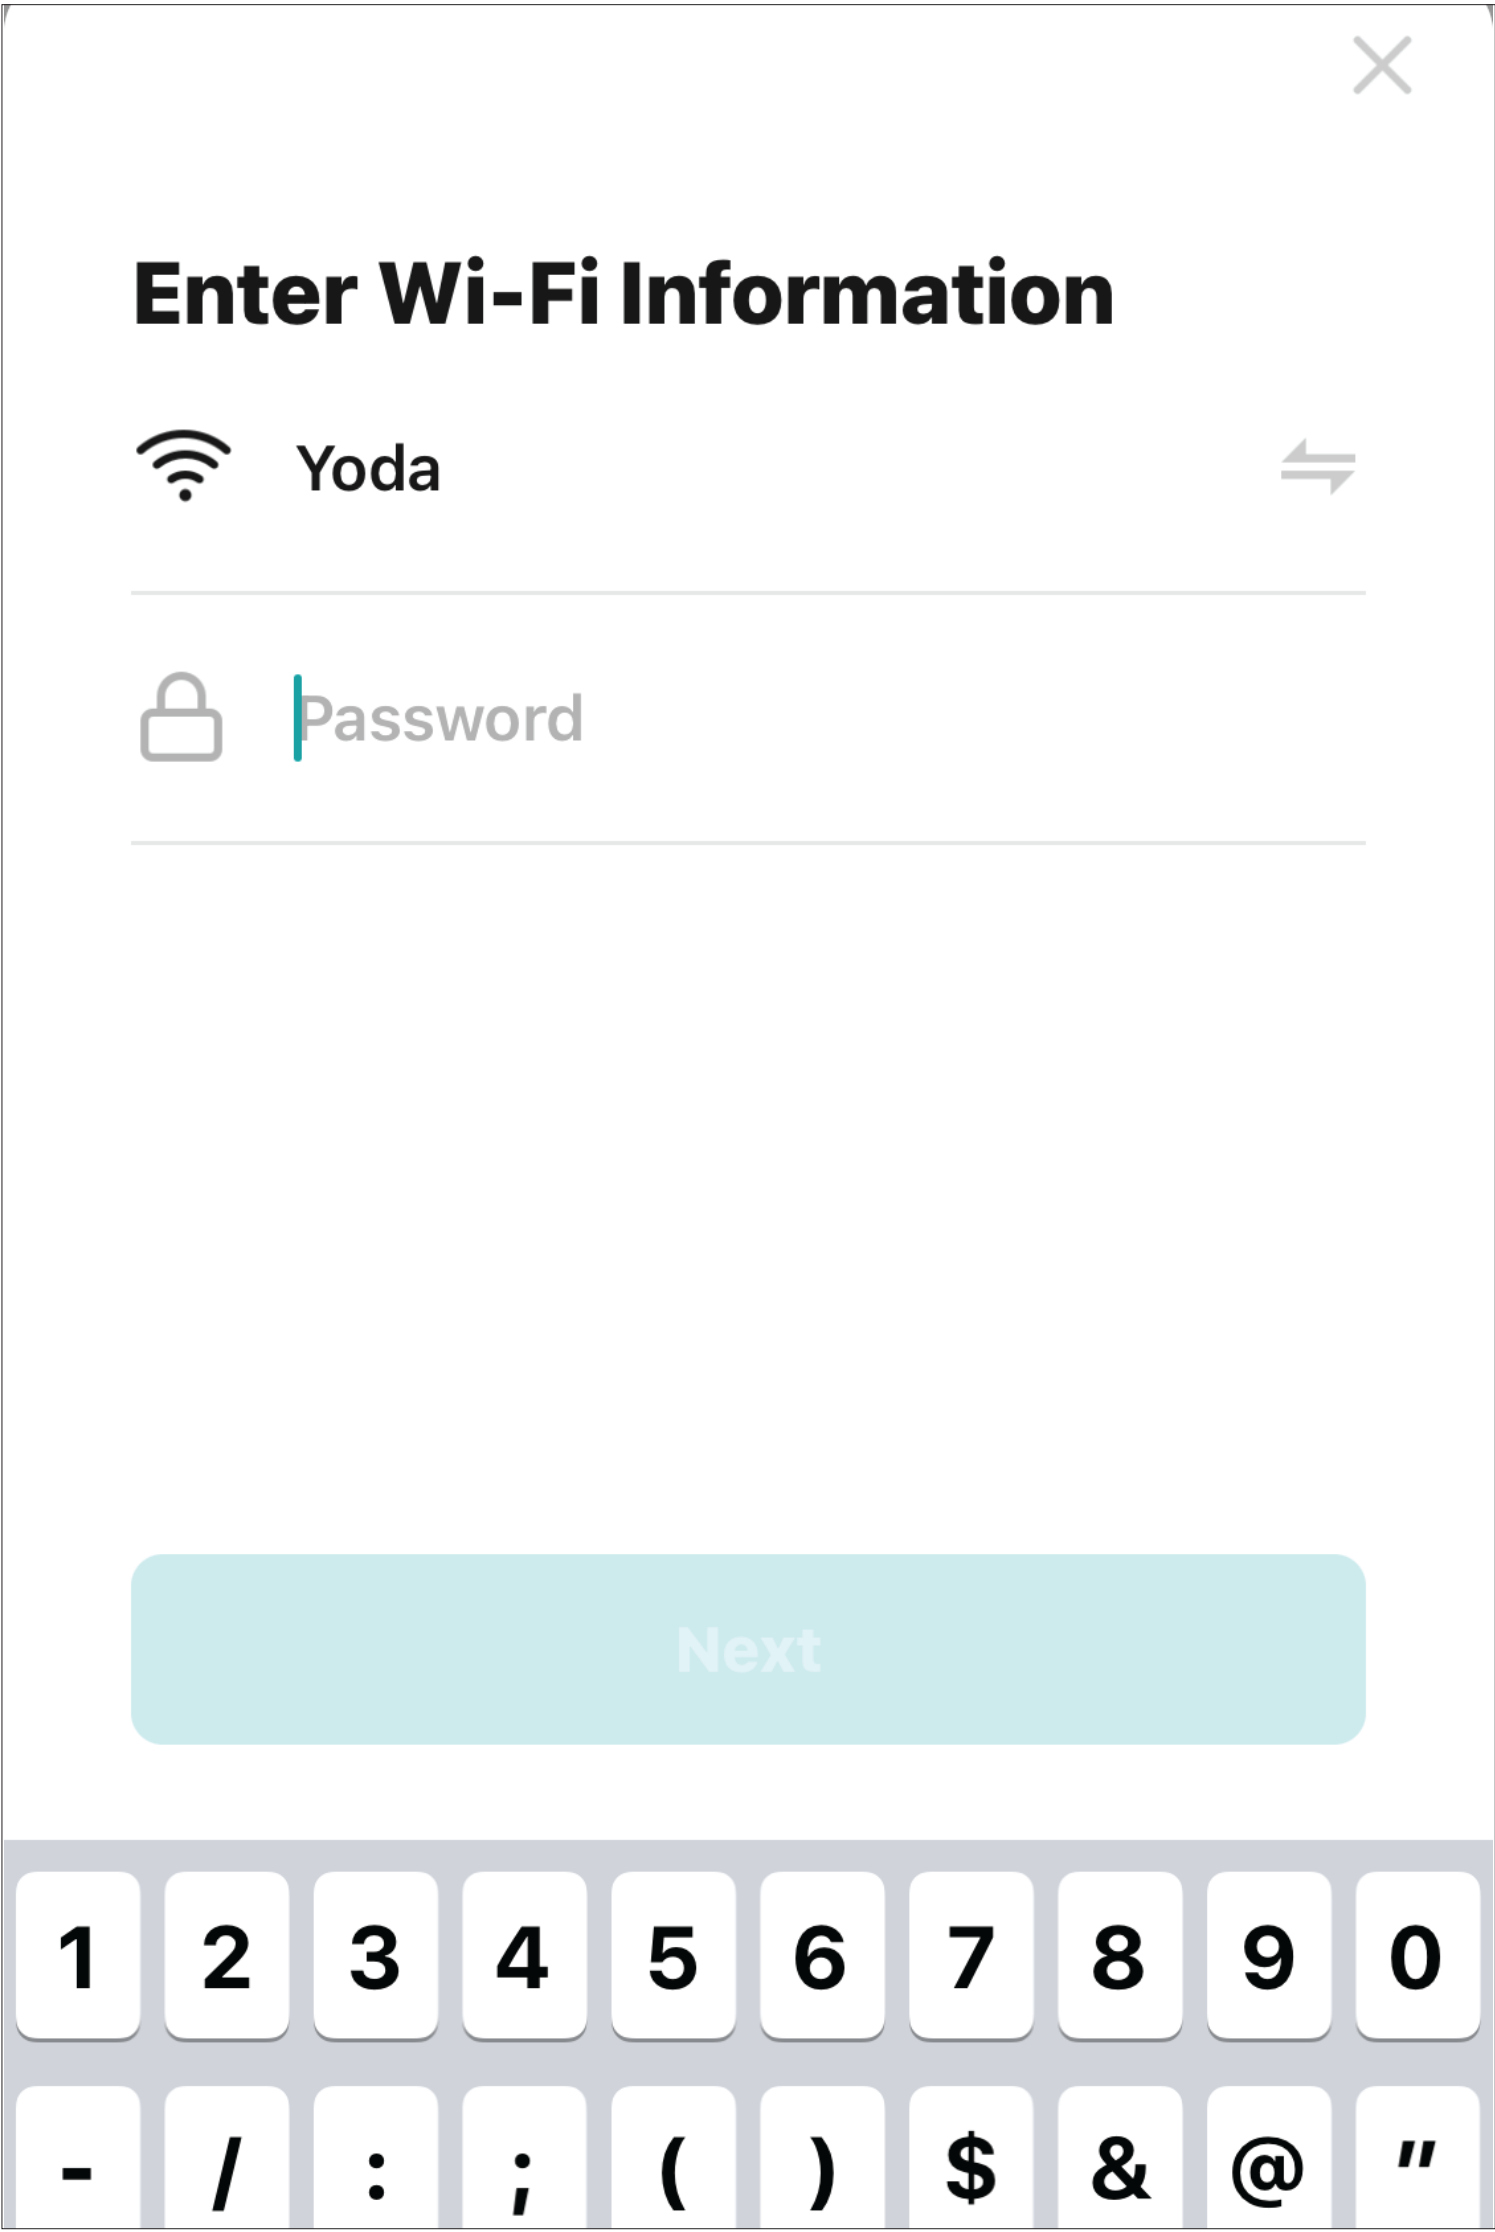 Enter Wi-Fi Information
Yoda
Password
Next
1 2 3 4 5 6 7 8 9 0
- / : ; ( ) $ & @ "